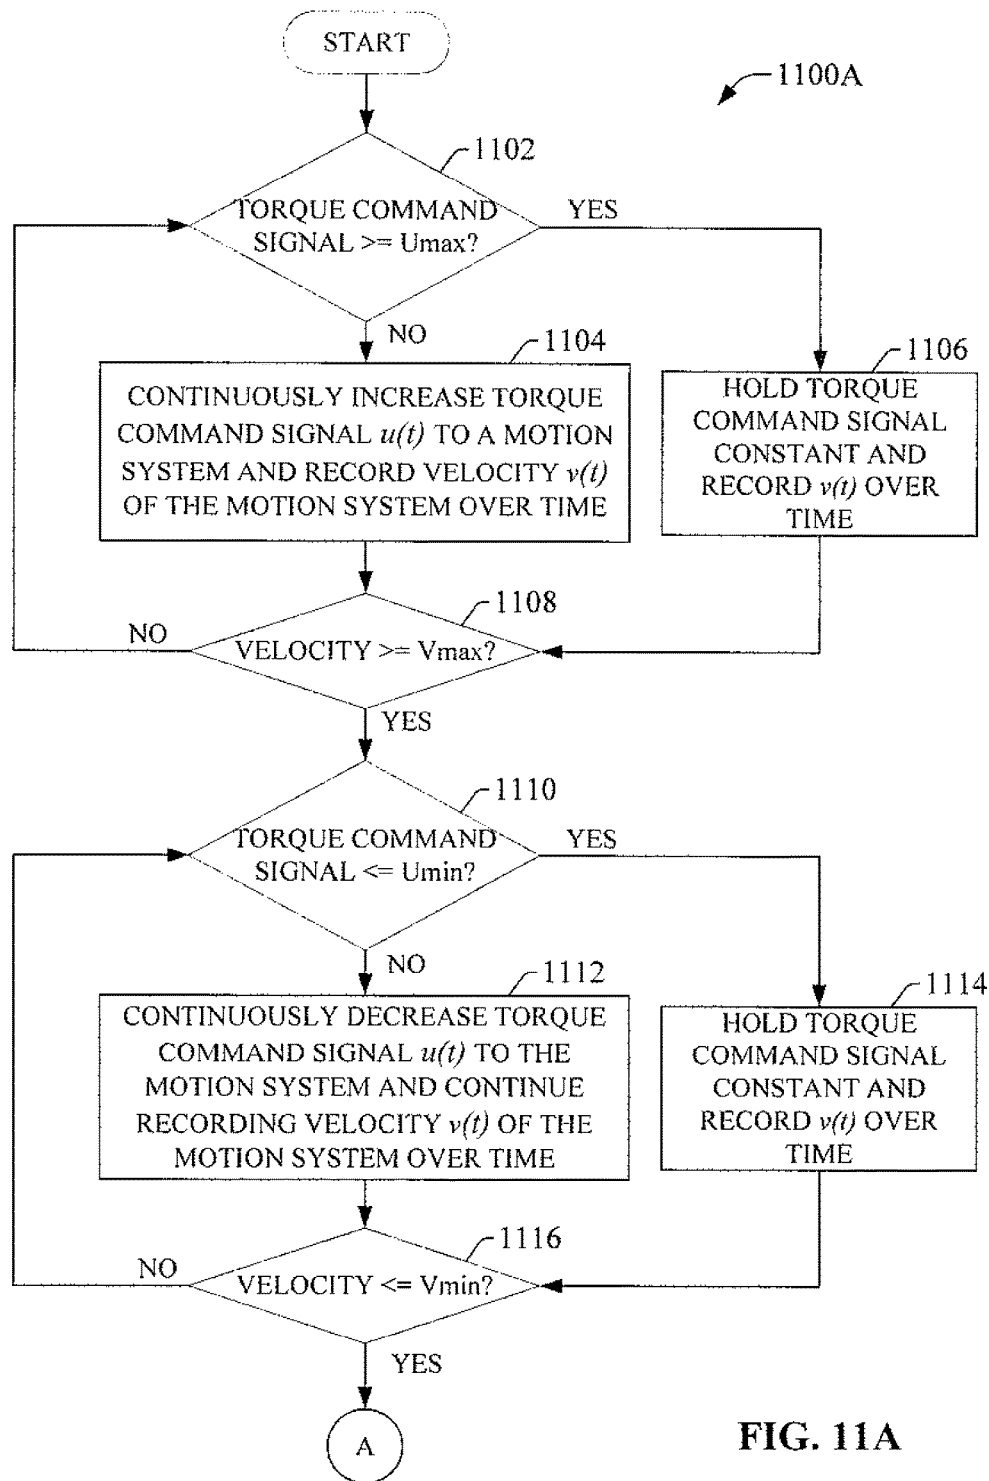 START
1100A
1102
TORQUE COMMAND
SIGNAL >= Umax?
YES
NO
1104
CONTINUOUSLY INCREASE TORQUE
COMMAND SIGNAL u(t) TO A MOTION
SYSTEM AND RECORD VELOCITY v(t)
OF THE MOTION SYSTEM OVER TIME
1106
HOLD TORQUE
COMMAND SIGNAL
CONSTANT AND
RECORD v(t) OVER
TIME
1108
NO
VELOCITY >= Vmax?
YES
1110
TORQUE COMMAND
SIGNAL <= Umin?
YES
NO
1112
CONTINUOUSLY DECREASE TORQUE
COMMAND SIGNAL u(t) TO THE
MOTION SYSTEM AND CONTINUE
RECORDING VELOCITY v(t) OF THE
MOTION SYSTEM OVER TIME
1114
HOLD TORQUE
COMMAND SIGNAL
CONSTANT AND
RECORD v(t) OVER
TIME
1116
NO
VELOCITY <= Vmin?
YES
A
FIG. 11A